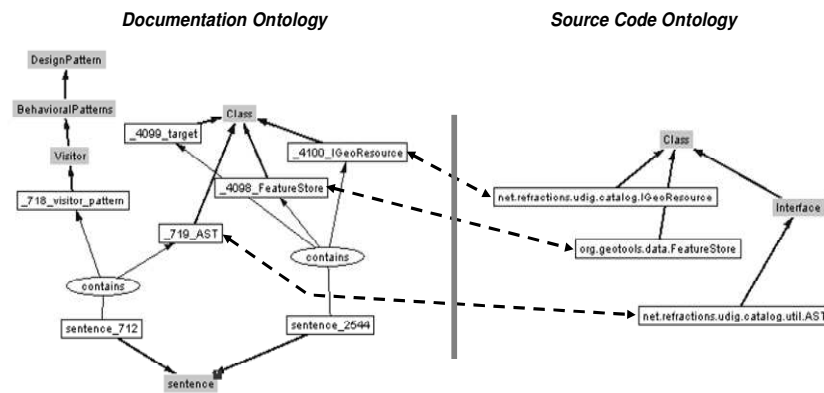 Documentation Ontology
Source Code Ontology
DesignPattern
BehavioralPatterns
Class
_4099_target
Visitor
_4100_IGeoResource
_4098_FeatureStore
_718_visitor_pattern
_719_AST
contains
contains
sentence_712
sentence_2544
sentence
Class
net.refractions.udig.catalog.IGeoResource
Interface
org.geotools.data.FeatureStore
net.refractions.udig.catalog.util.AST